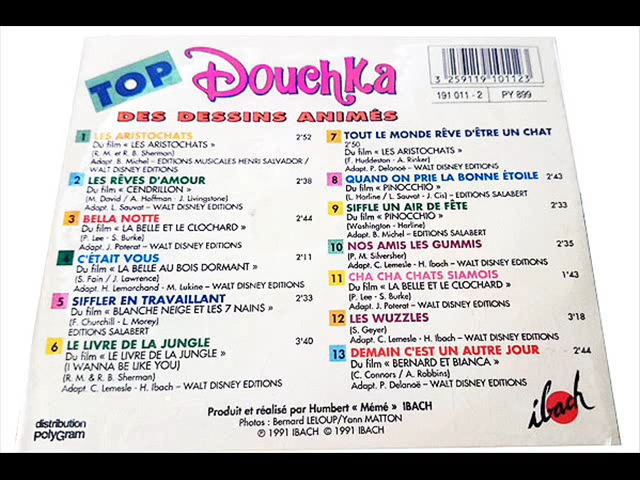 TOP Douchka
DES DESSINS ANIMÉS
3 259119 101123
191 011 - 2 PY 899
1 LES ARISTOCHATS 2'52
Du film « LES ARISTOCHATS »
(R. M. et R. B. Sherman)
Adapt. B. Michel - EDITIONS MUSICALES HENRI SALVADOR /
WALT DISNEY EDITIONS
2 LES RÊVES D'AMOUR 2'38
Du film « CENDRILLON »
(M. David / A. Hoffman - J. Livingstone)
Adapt. L. Sauvat - WALT DISNEY EDITIONS
3 BELLA NOTTE 2'44
Du film « LA BELLE ET LE CLOCHARD »
(P. Lee - S. Burke)
Adapt. J. Poterat - WALT DISNEY EDITIONS
4 C'ÉTAIT VOUS 2'11
Du film « LA BELLE AU BOIS DORMANT »
(S. Fain / J. Lawrence)
Adapt. H. Lemarchand - M. Lukine - WALT DISNEY EDITIONS
5 SIFFLER EN TRAVAILLANT 2'33
Du film « BLANCHE NEIGE ET LES 7 NAINS »
(F. Churchill - L. Morey)
EDITIONS SALABERT
6 LE LIVRE DE LA JUNGLE 3'40
Du film « LE LIVRE DE LA JUNGLE »
(I WANNA BE LIKE YOU)
(R. M. & R. B. Sherman)
Adapt. C. Lemesle - H. Ibach - WALT DISNEY EDITIONS
7 TOUT LE MONDE RÊVE D'ÊTRE UN CHAT
2'50
Du film « LES ARISTOCHATS »
(F. Huddeston - A. Rinker)
Adapt. P. Delanoë - WALT DISNEY EDITIONS
8 QUAND ON PRIE LA BONNE ÉTOILE 2'43
Du film « PINOCCHIO »
(L. Harline / L. Sauvat - J. Cis) - EDITIONS SALABERT
9 SIFFLE UN AIR DE FÊTE 2'33
Du film « PINOCCHIO »
(Washington - Harline)
Adapt. B. Michel - EDITIONS SALABERT
10 NOS AMIS LES GUMMIS 2'35
(P. M. Silversher)
Adapt. C. Lemesle - H. Ibach - WALT DISNEY EDITIONS
11 CHA CHA CHATS SIAMOIS 1'43
Du film « LA BELLE ET LE CLOCHARD »
(P. Lee - S. Burke)
Adapt. J. Poterat - WALT DISNEY EDITIONS
12 LES WUZZLES 3'18
(S. Geyer)
Adapt. C. Lemesle - H. Ibach - WALT DISNEY EDITIONS
13 DEMAIN C'EST UN AUTRE JOUR 2'44
Du film « BERNARD ET BIANCA »
(C. Connors / A. Robbins)
Adapt. P. Delanoë - WALT DISNEY EDITIONS
Produit et réalisé par Humbert « Mémé » IBACH
Photos : Bernard LELOUP/Yann MATTON
℗ 1991 IBACH © 1991 IBACH
distribution
polyGram
ibach